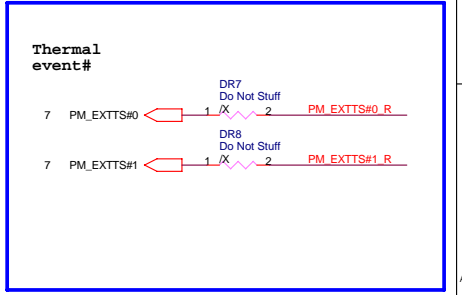 Thermal
event#
DR7
Do Not Stuff
7 PM_EXTTS#0 1 /X 2 PM_EXTTS#0_R
DR8
Do Not Stuff
7 PM_EXTTS#1 1 /X 2 PM_EXTTS#1_R